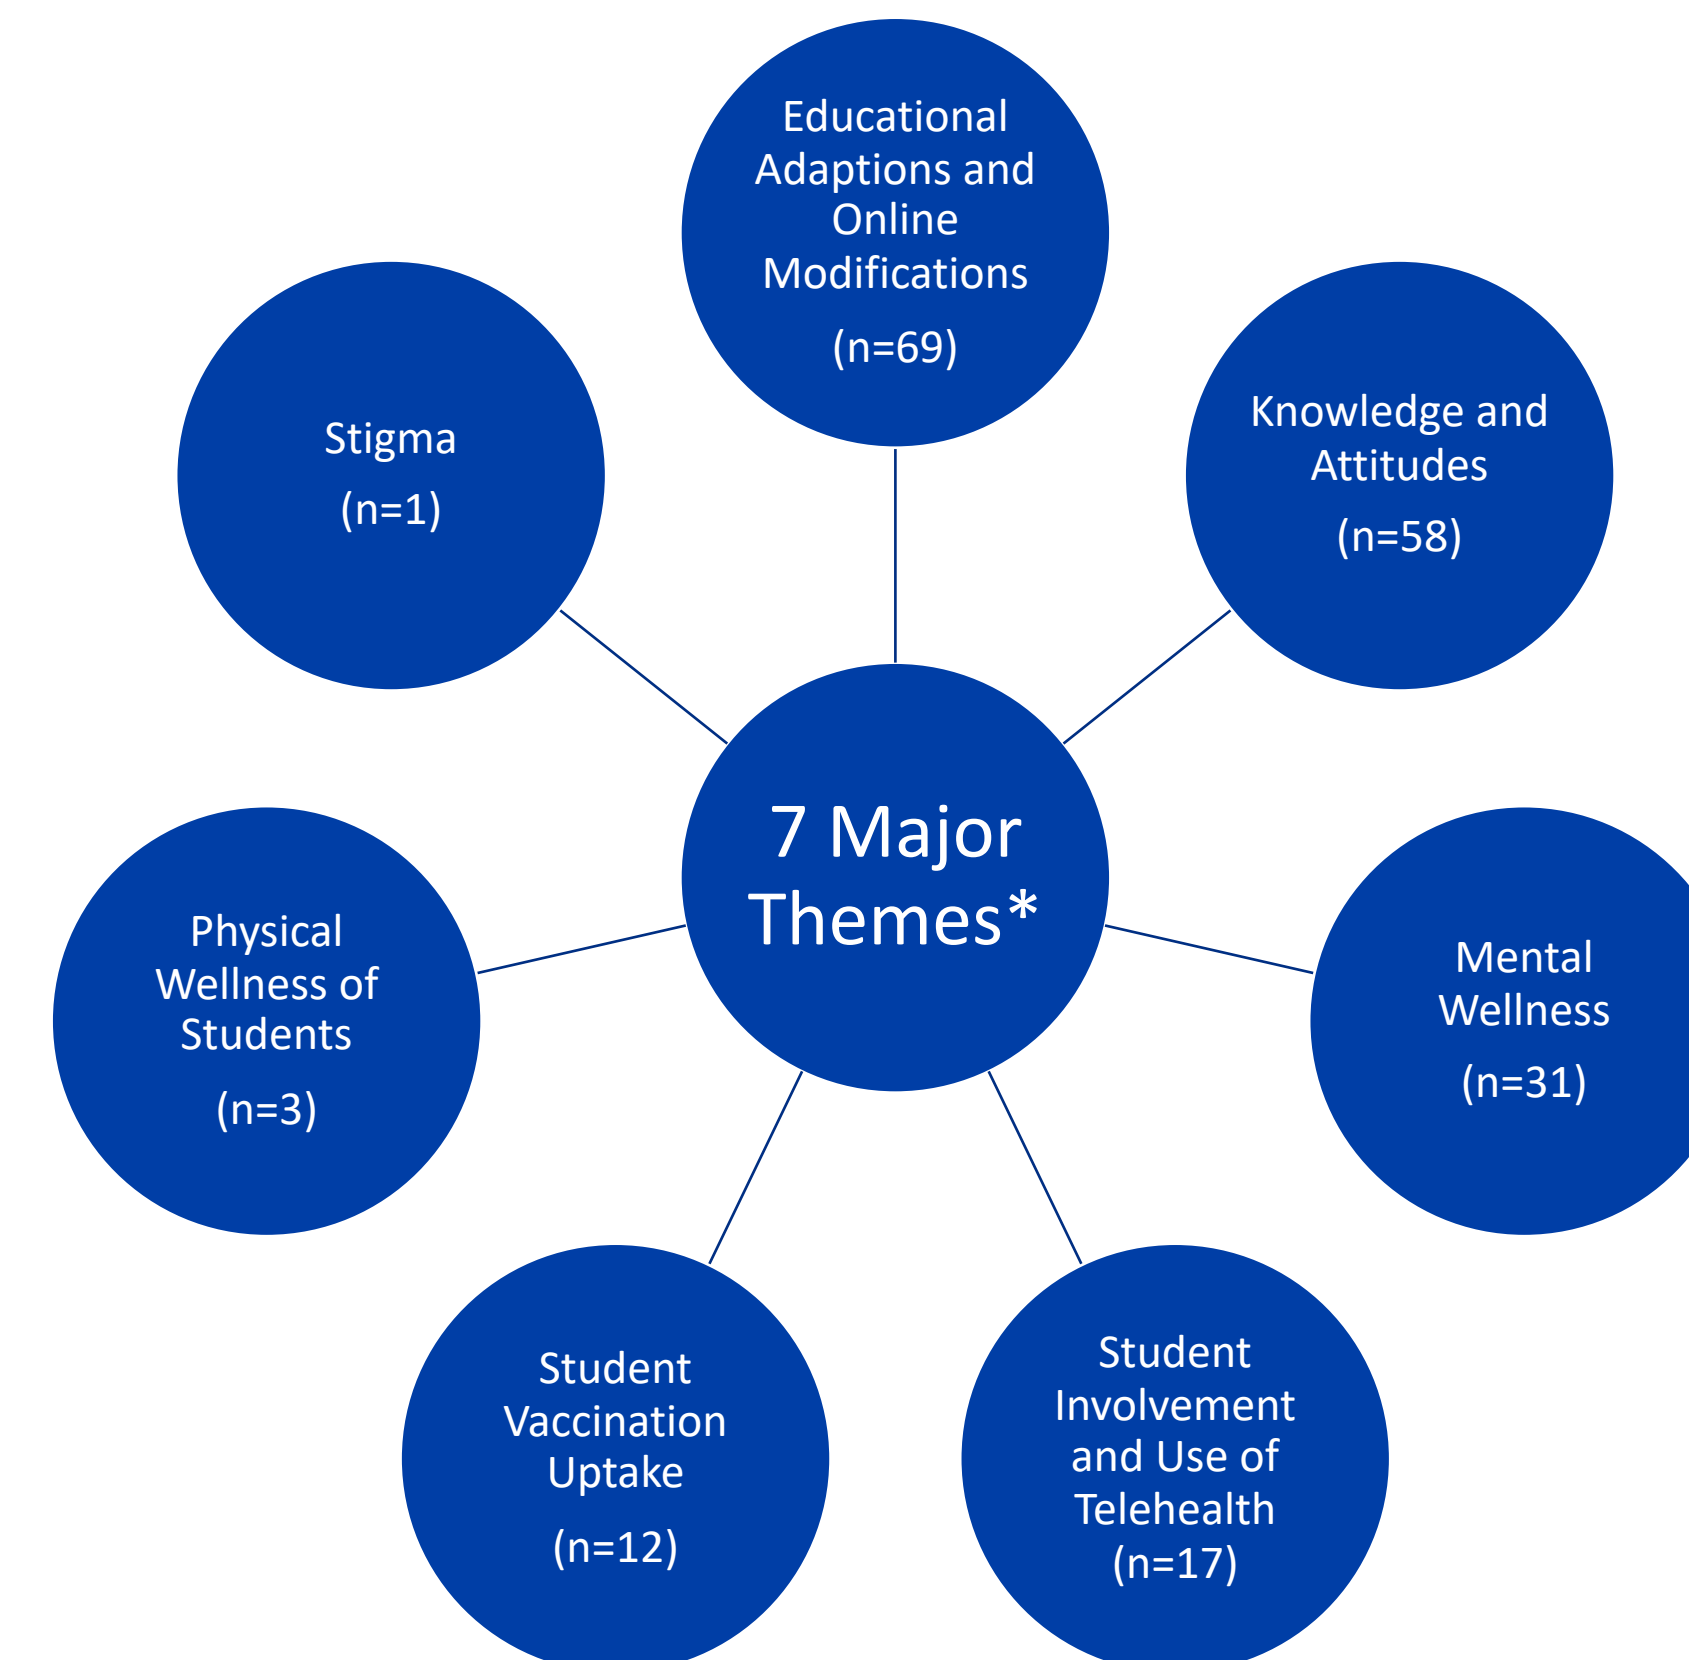 Educational
Adaptions and
Online
Modifications
(n=69)
Knowledge and
Attitudes
(n=58)
Mental
Wellness
(n=31)
Student
Involvement
and Use of
Telehealth
(n=17)
Student
Vaccination
Uptake
(n=12)
Physical
Wellness of
Students
(n=3)
Stigma
(n=1)
7 Major
Themes*